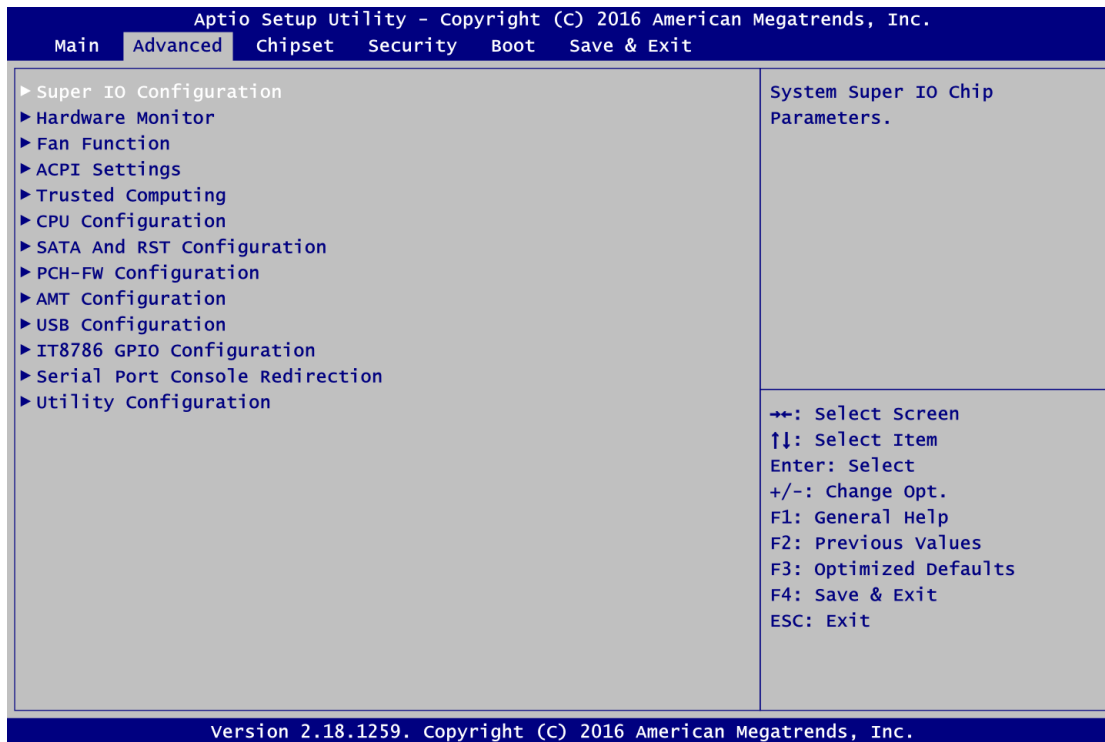 Aptio Setup Utility - Copyright (C) 2016 American Megatrends, Inc.
Main Advanced Chipset Security Boot Save & Exit
►Super IO Configuration
►Hardware Monitor
►Fan Function
►ACPI Settings
►Trusted Computing
►CPU Configuration
►SATA And RST Configuration
►PCH-FW Configuration
►AMT Configuration
►USB Configuration
►IT8786 GPIO Configuration
►Serial Port Console Redirection
►Utility Configuration
System Super IO Chip
Parameters.
→←: Select Screen
↑↓: Select Item
Enter: Select
+/-: Change Opt.
F1: General Help
F2: Previous Values
F3: Optimized Defaults
F4: Save & Exit
ESC: Exit
Version 2.18.1259. Copyright (C) 2016 American Megatrends, Inc.